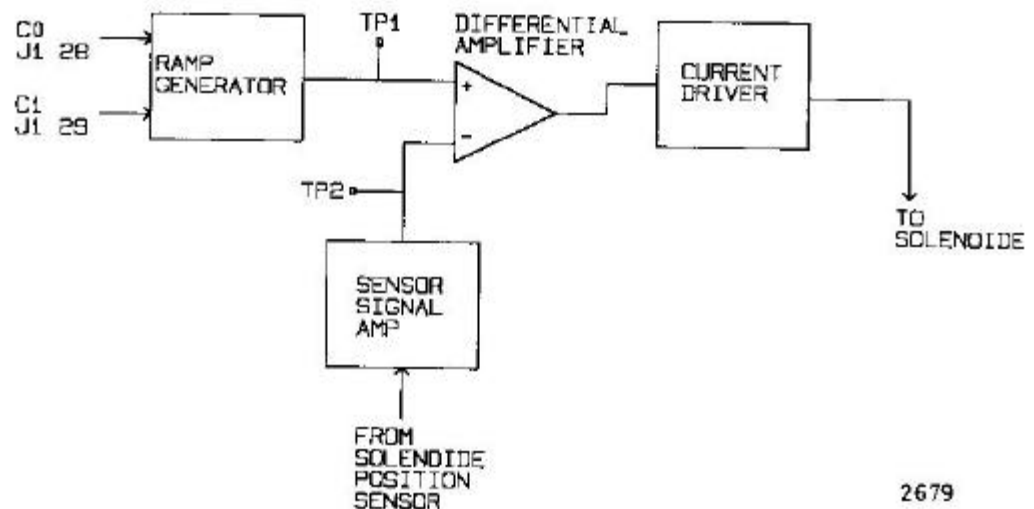 C0
J1 28
C1
J1 29
RAMP
GENERATOR
TP1
DIFFERENTIAL
AMPLIFIER
+
-
CURRENT
DRIVER
TO
SOLENOIDE
TP2
SENSOR
SIGNAL
AMP
FROM
SOLENOIDE
POSITION
SENSOR
2679